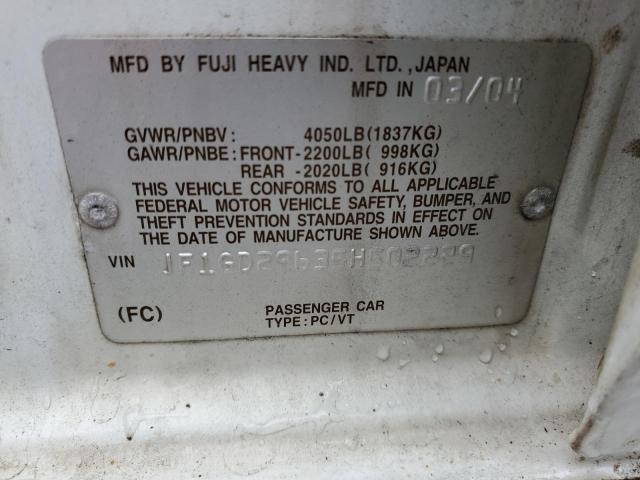 MFD BY FUJI HEAVY IND. LTD.,JAPAN
MFD IN 03/04
GVWR/PNBV: 4050LB(1837KG)
GAWR/PNBE: FRONT-2200LB( 998KG)
REAR -2020LB( 916KG)
THIS VEHICLE CONFORMS TO ALL APPLICABLE
FEDERAL MOTOR VEHICLE SAFETY, BUMPER, AND
THEFT PREVENTION STANDARDS IN EFFECT ON
THE DATE OF MANUFACTURE SHOWN ABOVE.
VIN
(FC)
PASSENGER CAR
TYPE:PC/VT